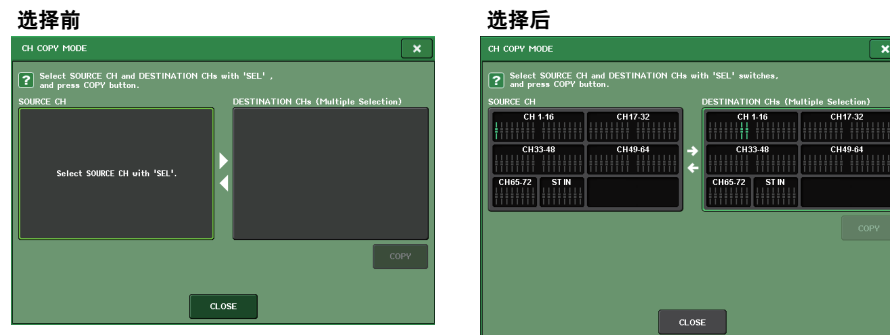 选择前
CH COPY MODE
Select SOURCE CH and DESTINATION CHs with 'SEL' ,
and press COPY button.
SOURCE CH
DESTINATION CHs (Multiple Selection)
Select SOURCE CH with 'SEL'.
COPY
CLOSE
选择后
CH COPY MODE
Select SOURCE CH and DESTINATION CHs with 'SEL' switches,
and press COPY button.
SOURCE CH
DESTINATION CHs (Multiple Selection)
CH 1-16
CH17-32
CH33-48
CH49-64
CH65-72
ST IN
CH 1-16
CH17-32
CH33-48
CH49-64
CH65-72
ST IN
COPY
CLOSE